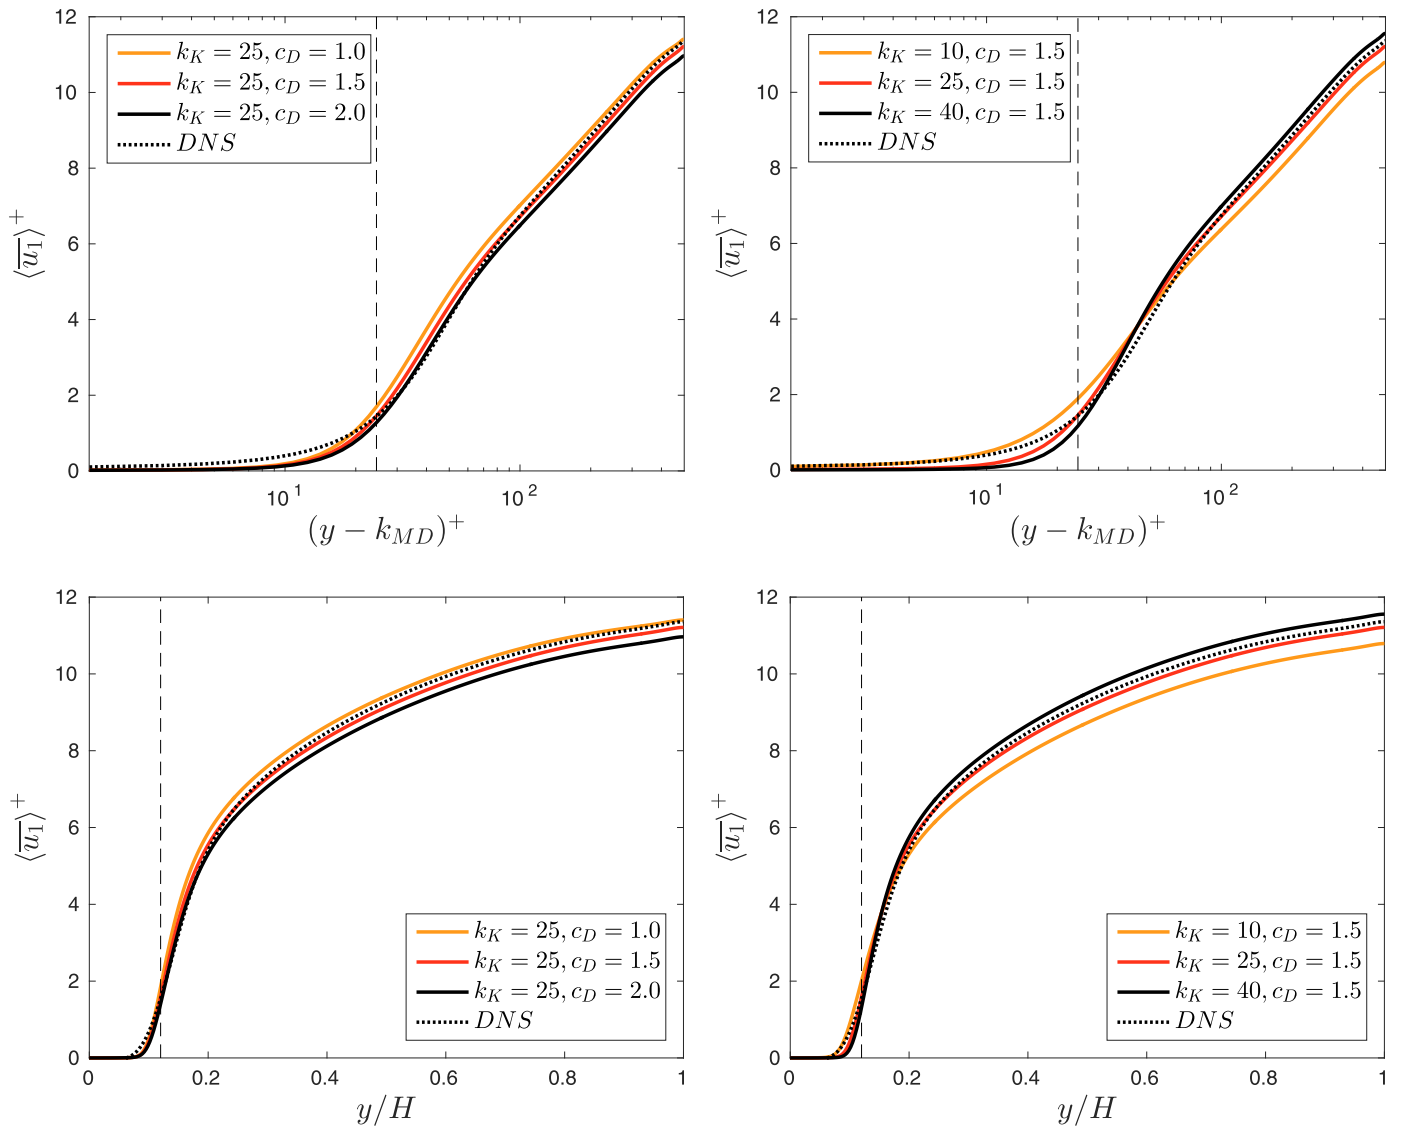 12
10
8
6
4
2
0
⟨u̅₁⟩⁺
k_K = 25, c_D = 1.0
k_K = 25, c_D = 1.5
k_K = 25, c_D = 2.0
DNS
10¹ 10²
(y − k_MD)⁺
12
10
8
6
4
2
0
⟨u̅₁⟩⁺
k_K = 10, c_D = 1.5
k_K = 25, c_D = 1.5
k_K = 40, c_D = 1.5
DNS
10¹ 10²
(y − k_MD)⁺
12
10
8
6
4
2
0
⟨u̅₁⟩⁺
k_K = 25, c_D = 1.0
k_K = 25, c_D = 1.5
k_K = 25, c_D = 2.0
DNS
0 0.2 0.4 0.6 0.8 1
y/H
12
10
8
6
4
2
0
⟨u̅₁⟩⁺
k_K = 10, c_D = 1.5
k_K = 25, c_D = 1.5
k_K = 40, c_D = 1.5
DNS
0 0.2 0.4 0.6 0.8 1
y/H